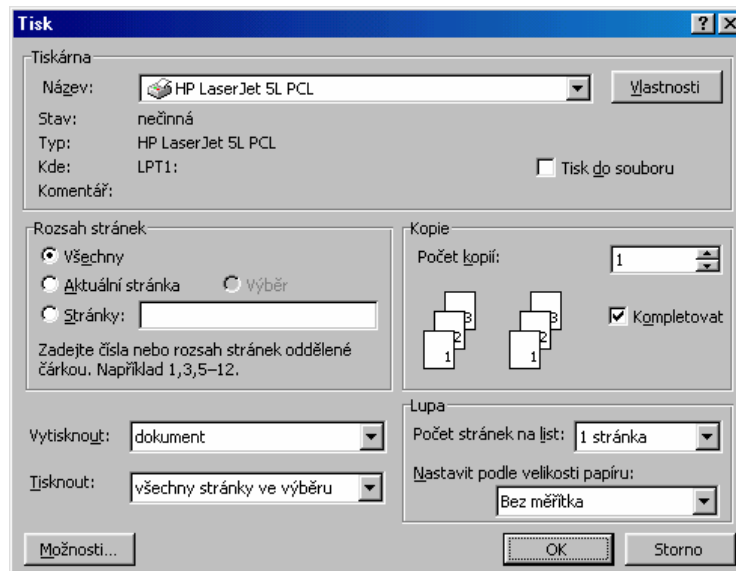 Tisk
Tiskárna
Název: HP LaserJet 5L PCL Vlastnosti
Stav: nečinná
Typ: HP LaserJet 5L PCL
Kde: LPT1: Tisk do souboru
Komentář:
Rozsah stránek
Všechny
Aktuální stránka Výběr
Stránky:
Zadejte čísla nebo rozsah stránek oddělené
čárkou. Například 1,3,5–12.
Kopie
Počet kopií: 1
3 3
2 2
1 1
Kompletovat
Vytisknout: dokument
Tisknout: všechny stránky ve výběru
Lupa
Počet stránek na list: 1 stránka
Nastavit podle velikosti papíru:
Bez měřítka
Možnosti... OK Storno